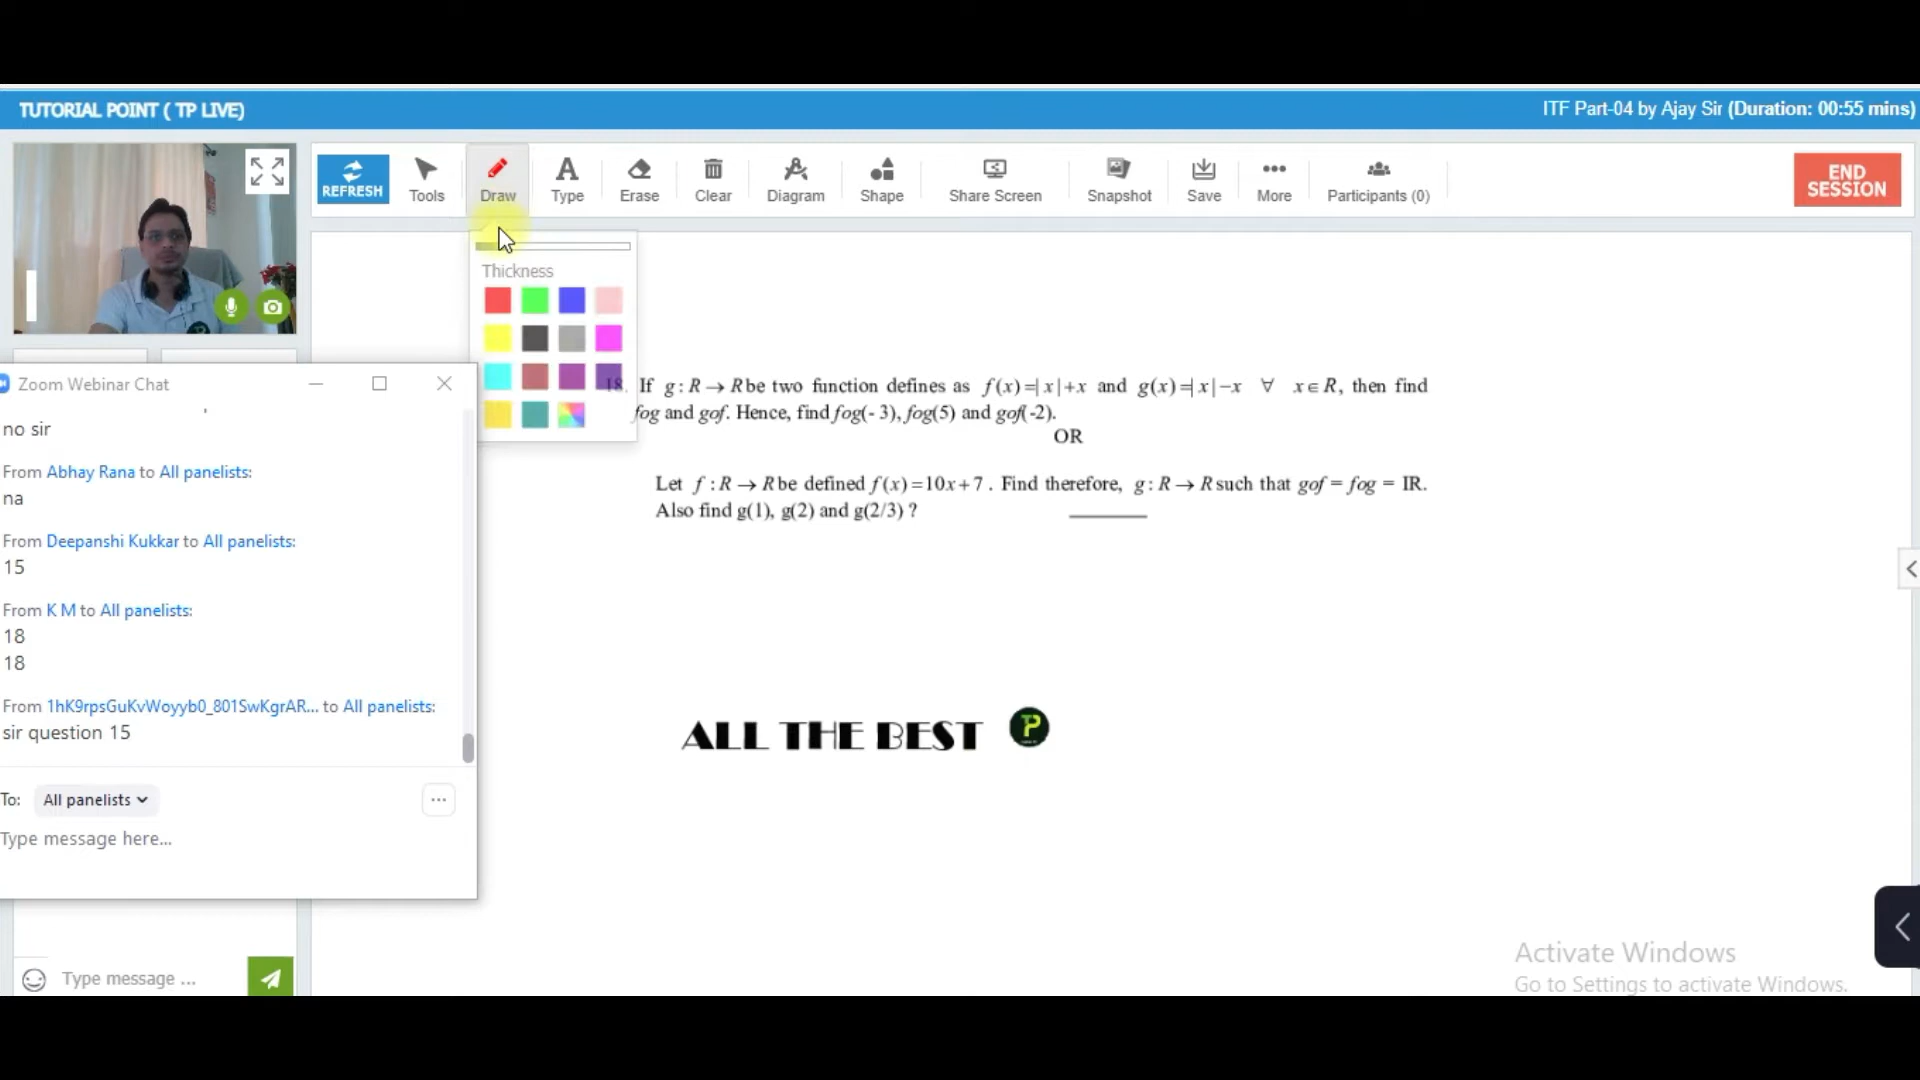 TUTORIAL POINT ( TP LIVE)
ITF Part-04 by Ajay Sir (Duration: 00:55 mins)
REFRESH
Tools
Draw
Type
Erase
Clear
Diagram
Shape
Share Screen
Snapshot
Save
More
Participants (0)
END
SESSION
Thickness
Zoom Webinar Chat
no sir
From Abhay Rana to All panelists:
na
From Deepanshi Kukkar to All panelists:
15
From K M to All panelists:
18
18
From 1hK9rpsGuKvWoyyb0_801SwKgrAR... to All panelists:
sir question 15
To: All panelists
Type message here...
Type message ...
18. If g : R → R be two function defines as f(x)=|x|+x and g(x)=|x|−x ∀ x∈R, then find
fog and gof. Hence, find fog(- 3), fog(5) and gof(-2).
OR
Let f : R → R be defined f(x)=10x+7 . Find therefore, g : R → R such that gof = fog = IR.
Also find g(1), g(2) and g(2/3) ?
ALL THE BEST
Activate Windows
Go to Settings to activate Windows.